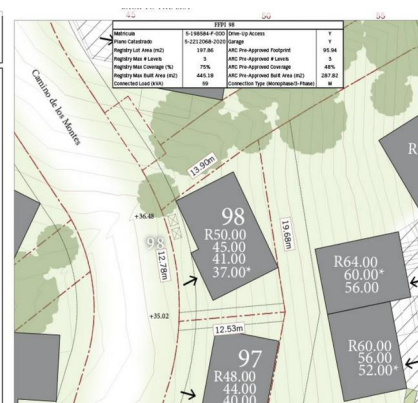 45 50 55
FFPI 98
Matricula 5-198584-F-000 Drive-Up Access Y
Plano Catastro 5-2212068-2020 Garage Y
Registry Lot Area (m2) 197.86 ARC Pre-Approved Footprint 95.94
Registry Max # Levels 3 ARC Pre-Approved # Levels 3
Registry Max Coverage (%) 75% ARC Pre-Approved Coverage 48%
Registry Max Built Area (m2) 445.18 ARC Pre-Approved Built Area (m2) 287.82
Connected Load (kVA) 59 Connection Type (Monophase/3-Phase) M
Camino de los Montes
13.90m
+36.48
98
12.78m
98
R50.00
45.00
41.00
37.00*
19.68m
R
R64.00
60.00*
56.00
+35.02
12.53m
R60.00
56.00
52.00*
97
R48.00
44.00
40.00